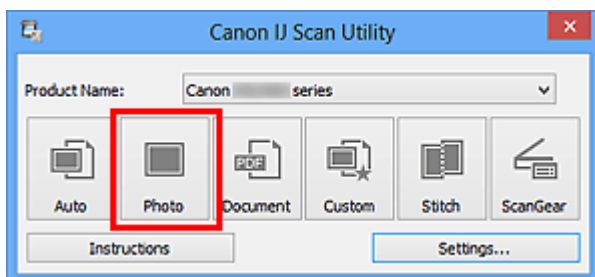 Canon IJ Scan Utility
Product Name: Canon series
PDF
Auto Photo Document Custom Stitch ScanGear
Instructions Settings...